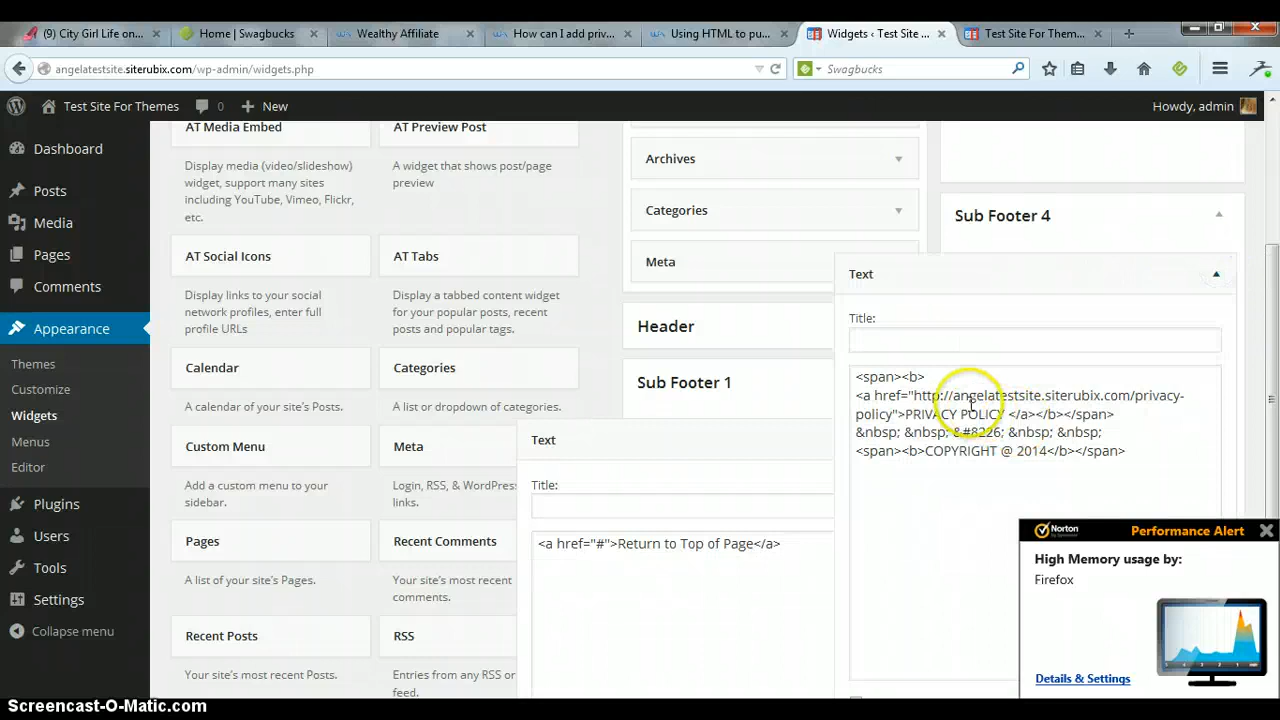 (9) City Girl Life on...
Home | Swagbucks
Wealthy Affiliate
How can I add priv...
Using HTML to pu...
Widgets ‹ Test Site ...
Test Site For Them...
angelatestsite.siterubix.com/wp-admin/widgets.php
Swagbucks
Test Site For Themes
0
New
Howdy, admin
Dashboard
Posts
Media
Pages
Comments
Appearance
Themes
Customize
Widgets
Menus
Editor
Plugins
Users
Tools
Settings
Collapse menu
AT Media Embed
Display media (video/slideshow)
widget, support many sites
including YouTube, Vimeo, Flickr,
etc.
AT Preview Post
A widget that shows post/page
preview
AT Social Icons
Display links to your social
network profiles, enter full
profile URLs
AT Tabs
Display a tabbed content widget
for your popular posts, recent
posts and popular tags.
Calendar
A calendar of your site's Posts.
Categories
A list or dropdown of categories.
Custom Menu
Add a custom menu to your
sidebar.
Meta
Login, RSS, & WordPress
links.
Pages
A list of your site's Pages.
Recent Comments
Your site's most recent
comments.
Recent Posts
Your site's most recent Posts.
RSS
Entries from any RSS or
feed.
Archives
Categories
Meta
Header
Sub Footer 1
Text
Title:
<a href="#">Return to Top of Page</a>
Sub Footer 4
Text
Title:
<span><b>
<a href="http://angelatestsite.siterubix.com/privacy-
policy">PRIVACY POLICY </a></b></span>
&nbsp; &nbsp; &#8226; &nbsp; &nbsp;
<span><b>COPYRIGHT @ 2014</b></span>
Norton
by Symantec
Performance Alert
High Memory usage by:
Firefox
Details & Settings
Screencast-O-Matic.com